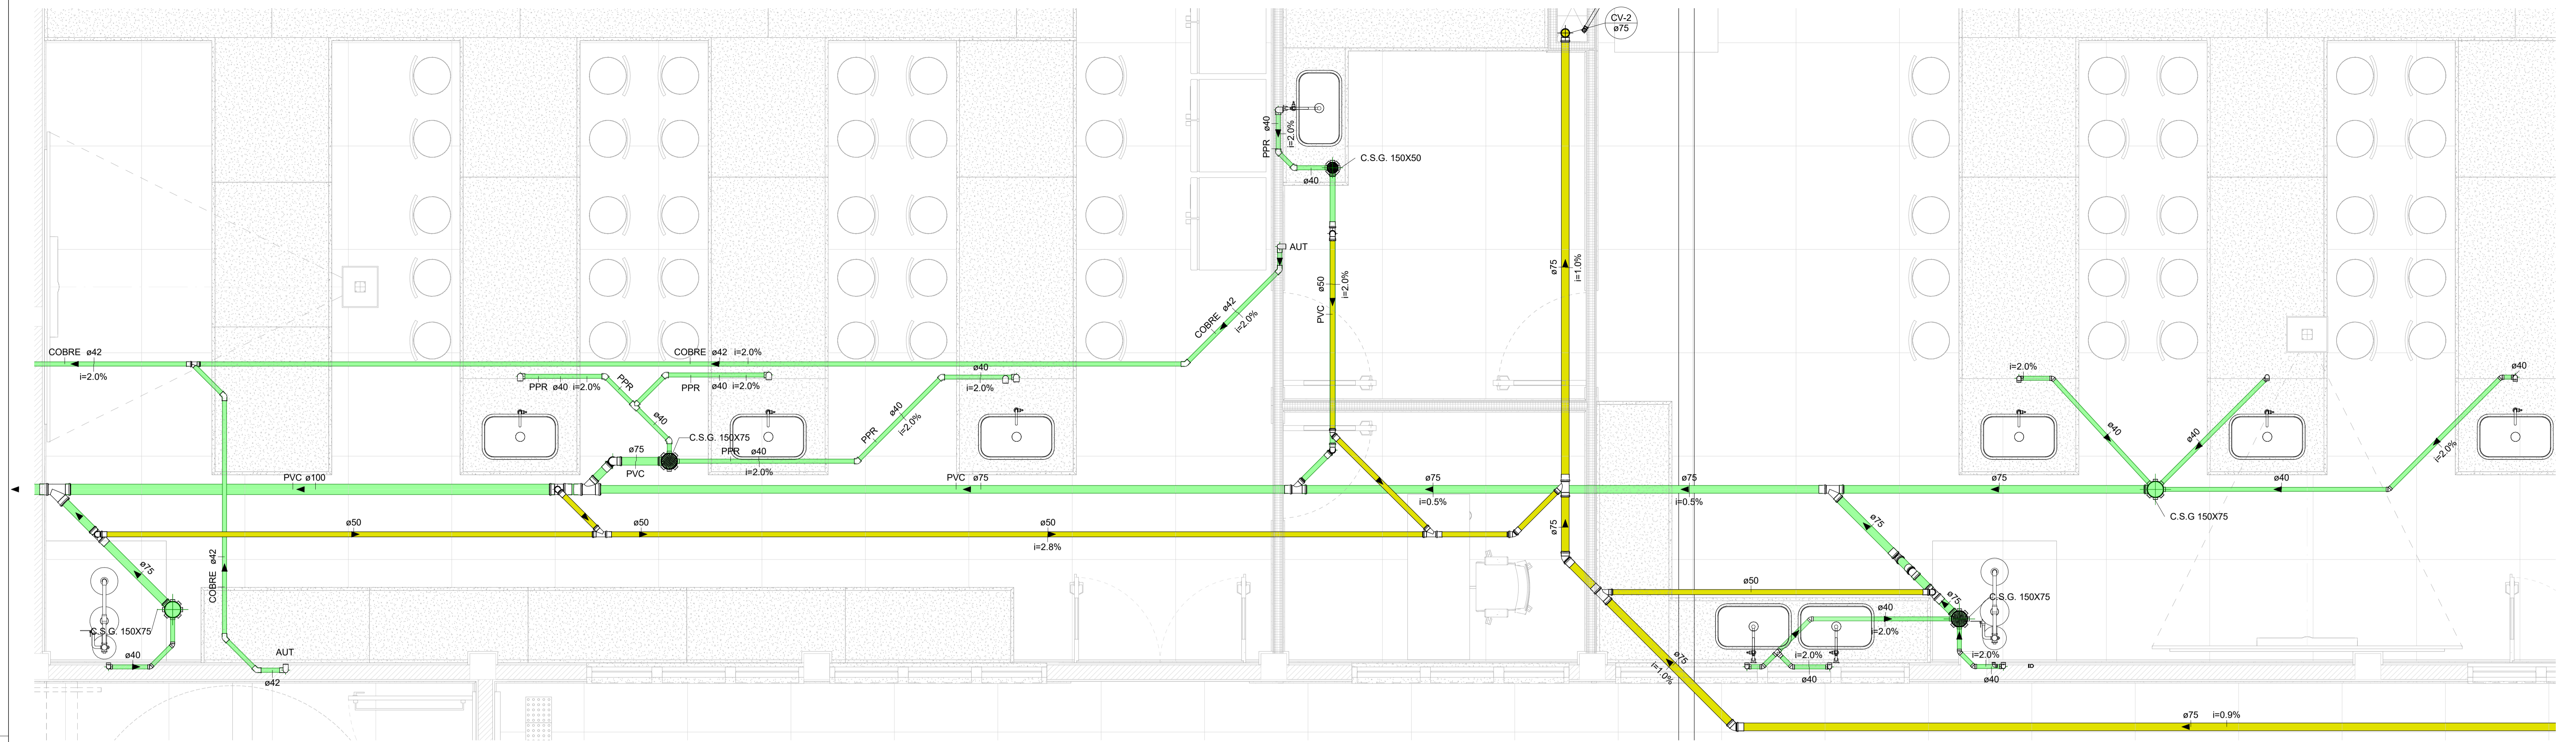 CV-2
ø75
ø40
PPR
i=2.0%
C.S.G. 150X50
ø40
AUT
ø42
COBRE
i=2.0%
ø50
i=2.0%
PVC
ø75
i=1.0%
COBRE ø42
i=2.0%
COBRE ø42 i=2.0%
PPR ø40 i=2.0%
PPR
PPR ø40 i=2.0%
ø40
i=2.0%
ø40
ø40
PPR
i=2.0%
C.S.G. 150X75
ø75
PVC
PPR ø40
i=2.0%
i=2.0%
ø40
ø40
ø40
i=2.0%
PVC ø100
PVC ø75
ø75
i=0.5%
ø75
i=0.5%
ø75
ø40
C.S.G 150X75
ø50
ø50
ø50
i=2.8%
ø75
ø75
ø75
COBRE ø42
C.S.G. 150X75
ø40
AUT
ø42
ø50
ø75
C.S.G. 150X75
ø40
i=2.0%
i=2.0%
ø40
i=2.0%
ø40
ø75
i=1.0%
ø75 i=0.9%